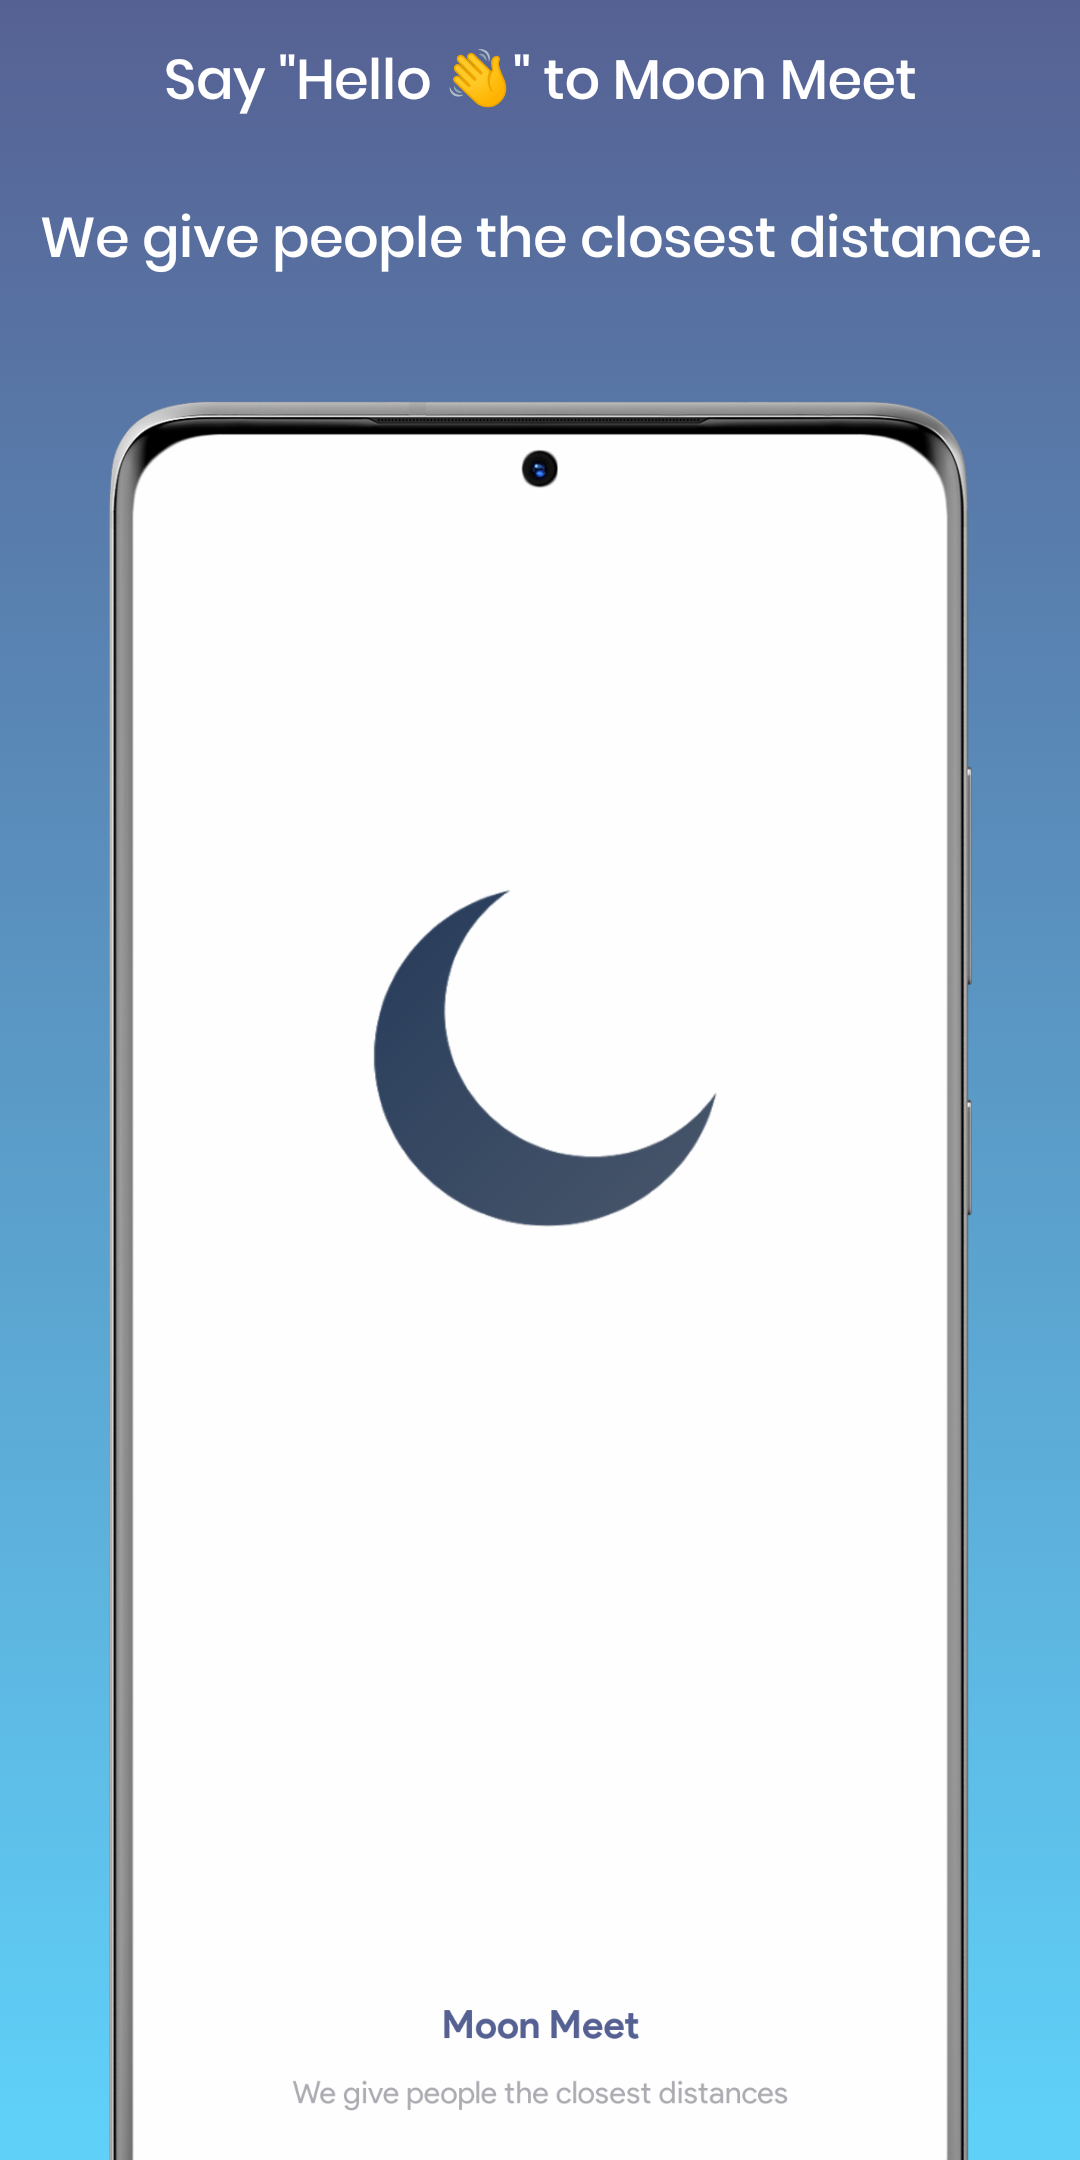 Say "Hello 👋" to Moon Meet
We give people the closest distance.
Moon Meet
We give people the closest distances